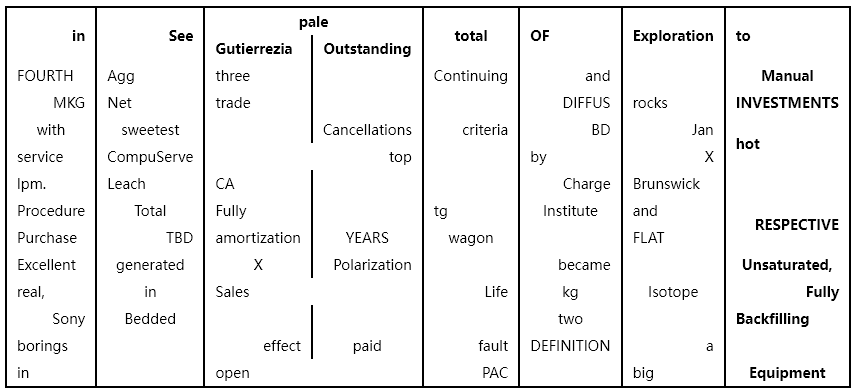 in See pale total OF Exploration to
Gutierrezia Outstanding
FOURTH Agg three Continuing and Manual
MKG Net trade DIFFUS rocks INVESTMENTS
with sweetest Cancellations criteria BD Jan hot
service CompuServe top by X
lpm. Leach CA Charge Brunswick
Procedure Total Fully tg Institute and RESPECTIVE
Purchase TBD amortization YEARS wagon FLAT
Excellent generated X Polarization became Unsaturated,
real, in Sales Life kg Isotope Fully
Sony Bedded two Backfilling
borings effect paid fault DEFINITION a
in open PAC big Equipment